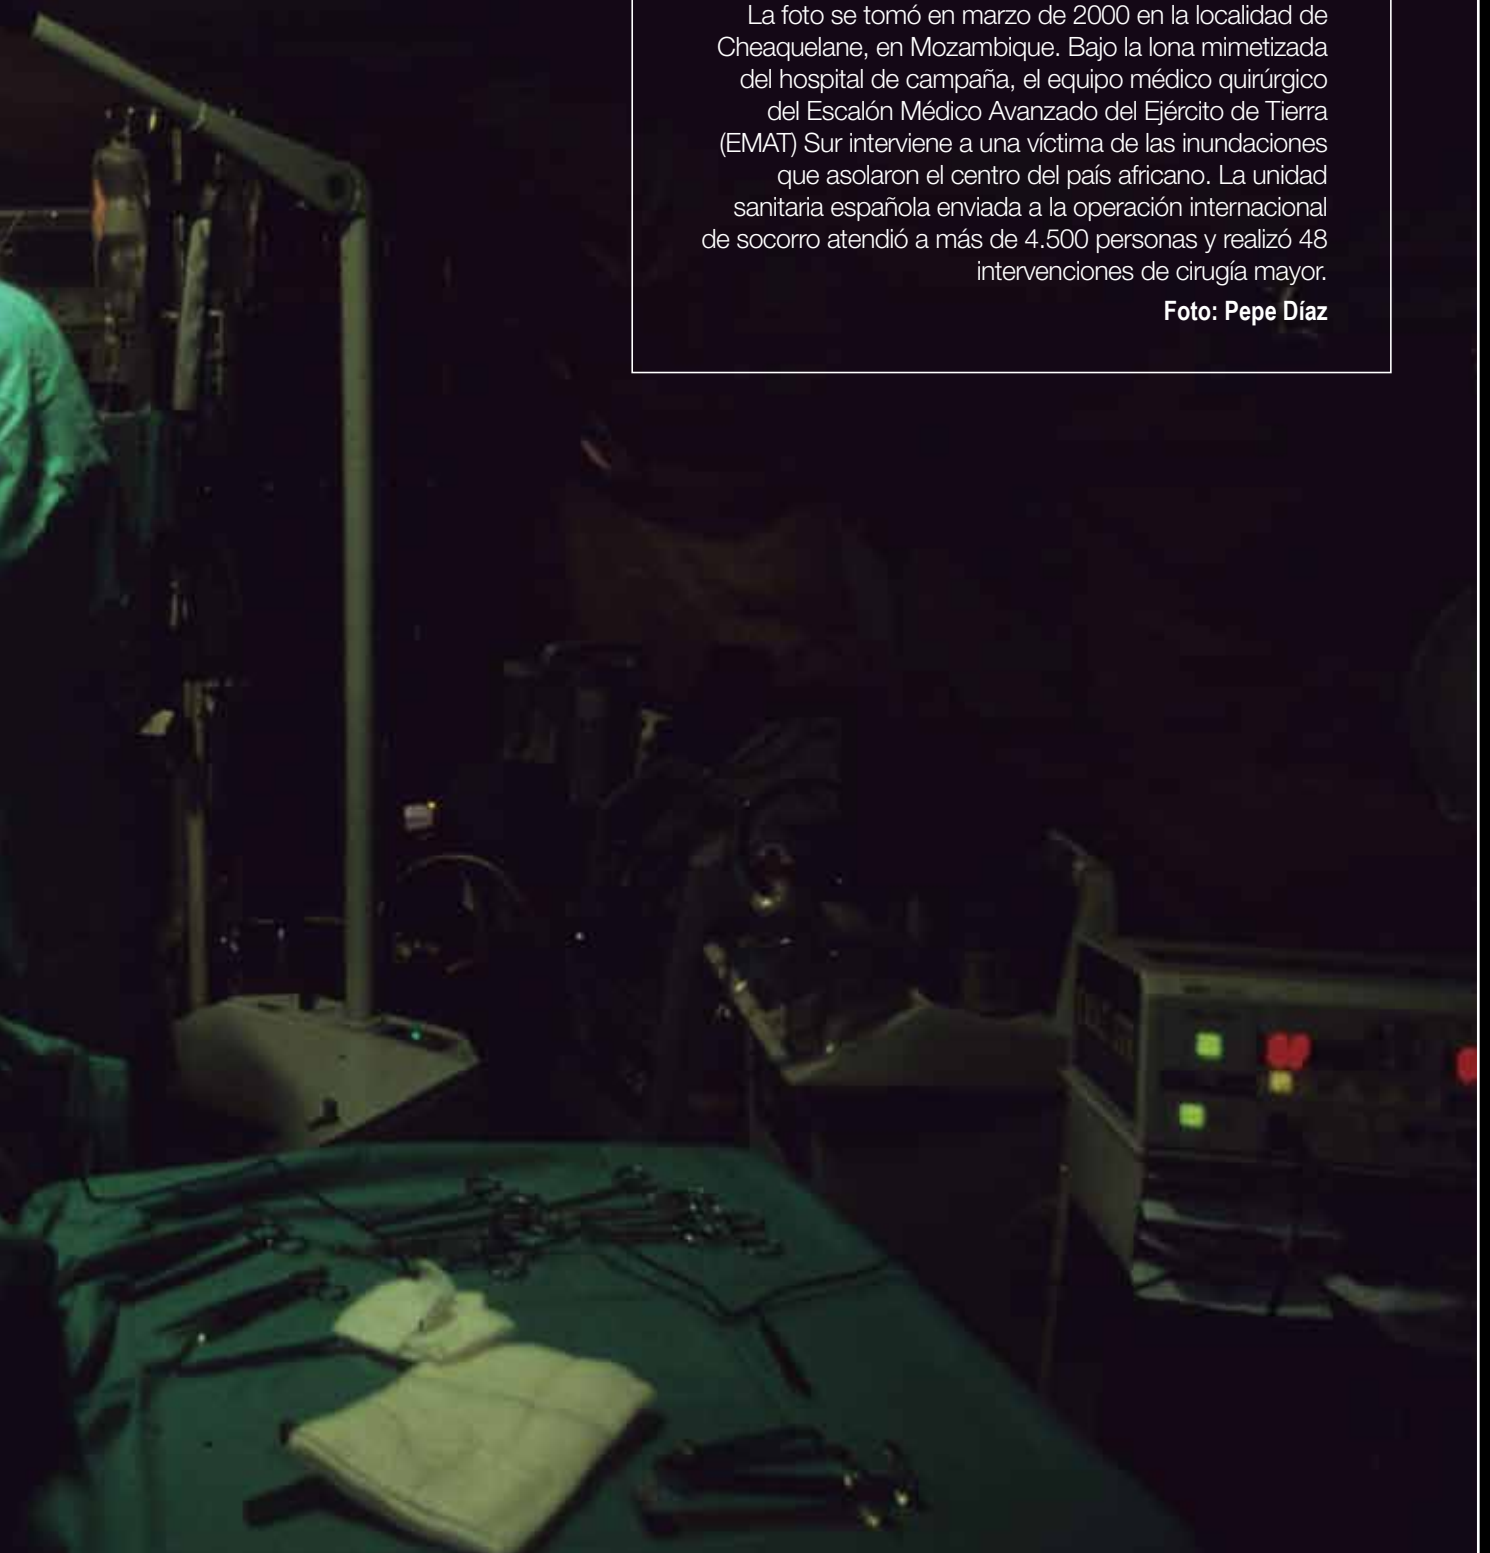 La foto se tomó en marzo de 2000 en la localidad de
Cheaquelane, en Mozambique. Bajo la lona mimetizada
del hospital de campaña, el equipo médico quirúrgico
del Escalón Médico Avanzado del Ejército de Tierra
(EMAT) Sur interviene a una víctima de las inundaciones
que asolaron el centro del país africano. La unidad
sanitaria española enviada a la operación internacional
de socorro atendió a más de 4.500 personas y realizó 48
intervenciones de cirugía mayor.
Foto: Pepe Díaz